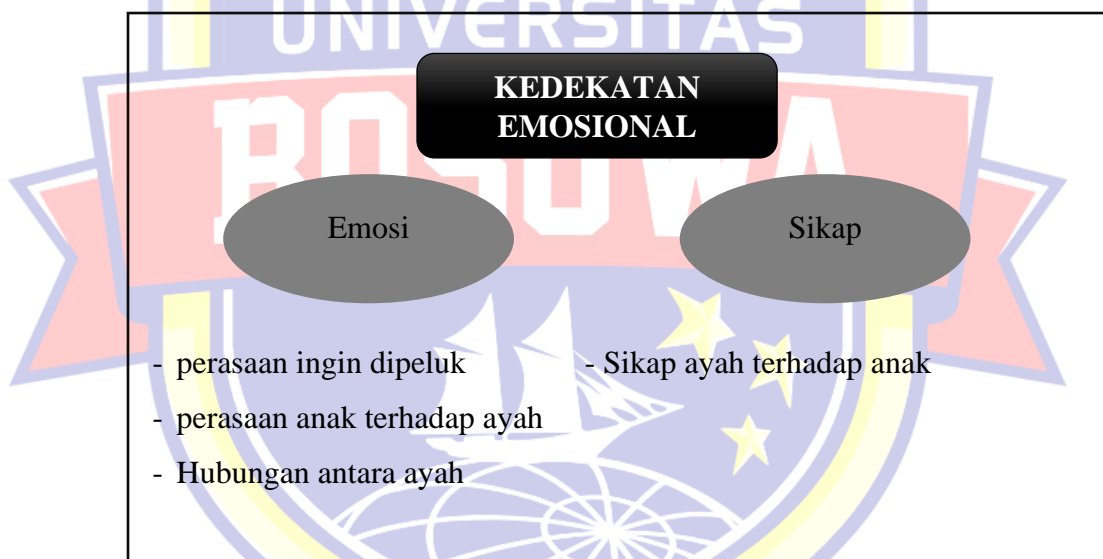 UNIVERSITAS
BOSOWA
KEDEKATAN
EMOSIONAL
Emosi
Sikap
- perasaan ingin dipeluk
- Sikap ayah terhadap anak
- perasaan anak terhadap ayah
- Hubungan antara ayah